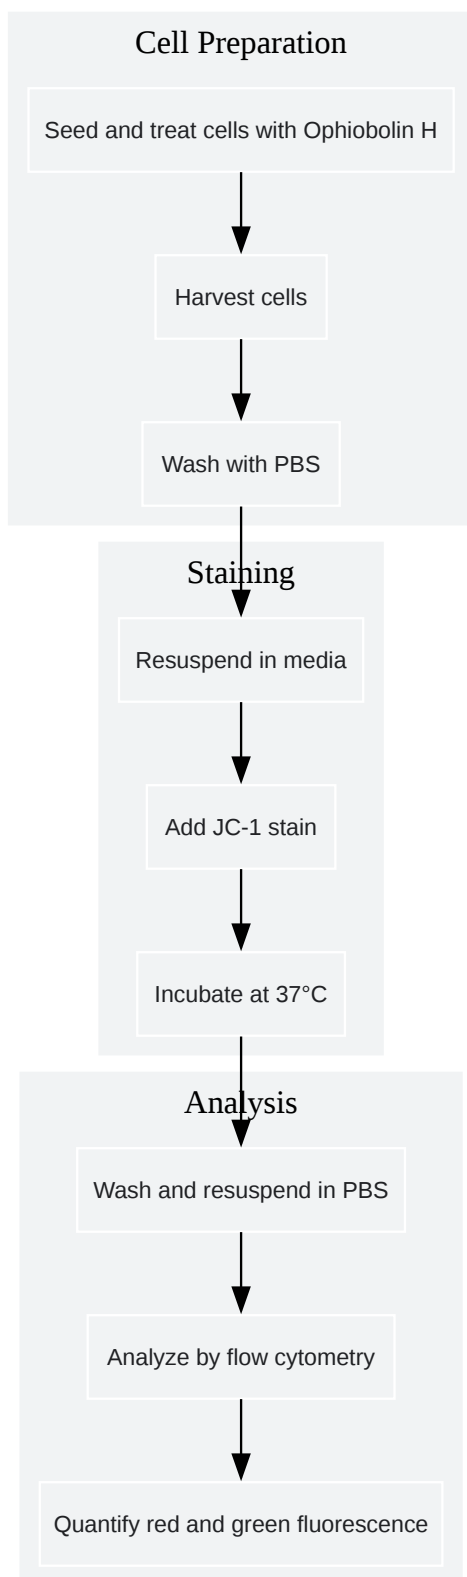 Cell Preparation
Seed and treat cells with Ophiobolin H
Harvest cells
Wash with PBS
Staining
Resuspend in media
Add JC-1 stain
Incubate at 37°C
Analysis
Wash and resuspend in PBS
Analyze by flow cytometry
Quantify red and green fluorescence